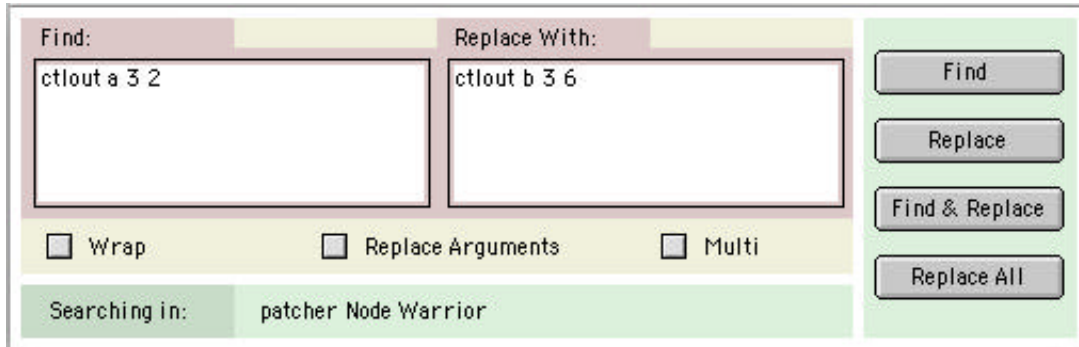 Find:
Replace With:
ctlout a 3 2
ctlout b 3 6
Find
Replace
Find & Replace
Replace All
Wrap
Replace Arguments
Multi
Searching in:
patcher Node Warrior